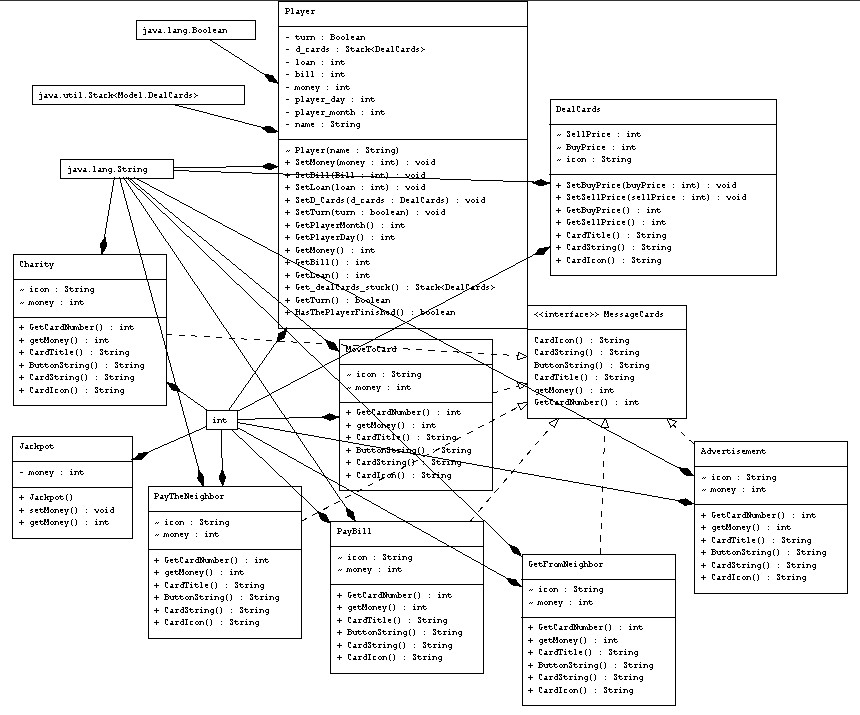 Player
- turn : Boolean
- d_cards : Stack<DealCards>
- loan : int
- bill : int
- money : int
- player_day : int
- player_month : int
- name : String
~ Player(name : String)
+ SetMoney(money : int) : void
+ SetBill(Bill : int) : void
+ SetLoan(loan : int) : void
+ SetD_Cards(d_cards : DealCards) : void
+ SetTurn(turn : boolean) : void
+ GetPlayerMonth() : int
+ GetPlayerDay() : int
+ GetMoney() : int
+ GetBill() : int
+ GetLoan() : int
+ Get_dealCards_stuck() : Stack<DealCards>
+ GetTurn() : Boolean
+ HasThePlayerFinished() : boolean
java.lang.Boolean
java.util.Stack<Model.DealCards>
java.lang.String
DealCards
~ SellPrice : int
~ BuyPrice : int
~ icon : String
+ SetBuyPrice(buyPrice : int) : void
+ SetSellPrice(sellPrice : int) : void
+ GetBuyPrice() : int
+ GetSellPrice() : int
+ CardTitle() : String
+ CardString() : String
+ CardIcon() : String
Charity
~ icon : String
~ money : int
+ GetCardNumber() : int
+ getMoney() : int
+ CardTitle() : String
+ ButtonString() : String
+ CardString() : String
+ CardIcon() : String
<<interface>> MessageCards
CardIcon() : String
CardString() : String
ButtonString() : String
CardTitle() : String
getMoney() : int
GetCardNumber() : int
MoveToCard
~ icon : String
~ money : int
+ GetCardNumber() : int
+ getMoney() : int
+ CardTitle() : String
+ ButtonString() : String
+ CardString() : String
+ CardIcon() : String
int
Jackpot
- money : int
+ Jackpot()
+ setMoney() : void
+ getMoney() : int
Advertisement
~ icon : String
~ money : int
+ GetCardNumber() : int
+ getMoney() : int
+ CardTitle() : String
+ ButtonString() : String
+ CardString() : String
+ CardIcon() : String
PayTheNeighbor
~ icon : String
~ money : int
+ GetCardNumber() : int
+ getMoney() : int
+ CardTitle() : String
+ ButtonString() : String
+ CardString() : String
+ CardIcon() : String
PayBill
~ icon : String
~ money : int
+ GetCardNumber() : int
+ getMoney() : int
+ CardTitle() : String
+ ButtonString() : String
+ CardString() : String
+ CardIcon() : String
GetFromNeighbor
~ icon : String
~ money : int
+ GetCardNumber() : int
+ getMoney() : int
+ CardTitle() : String
+ ButtonString() : String
+ CardString() : String
+ CardIcon() : String